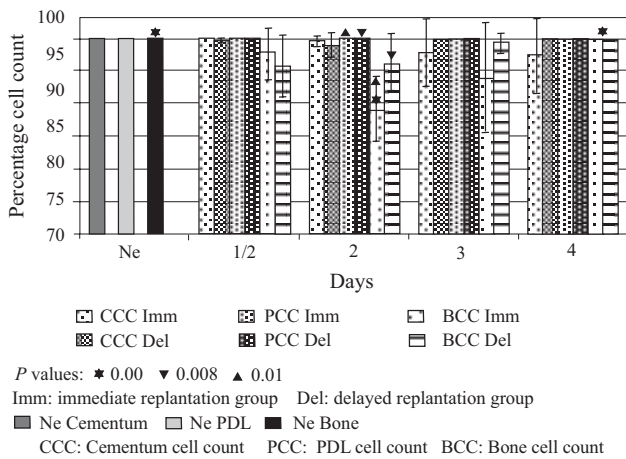 Percentage cell count
100
95
90
85
80
75
70
Ne 1/2 2 3 4
Days
CCC Imm PCC Imm BCC Imm
CCC Del PCC Del BCC Del
P values: ✱ 0.00 ▼ 0.008 ▲ 0.01
Imm: immediate replantation group Del: delayed replantation group
Ne Cementum Ne PDL Ne Bone
CCC: Cementum cell count PCC: PDL cell count BCC: Bone cell count